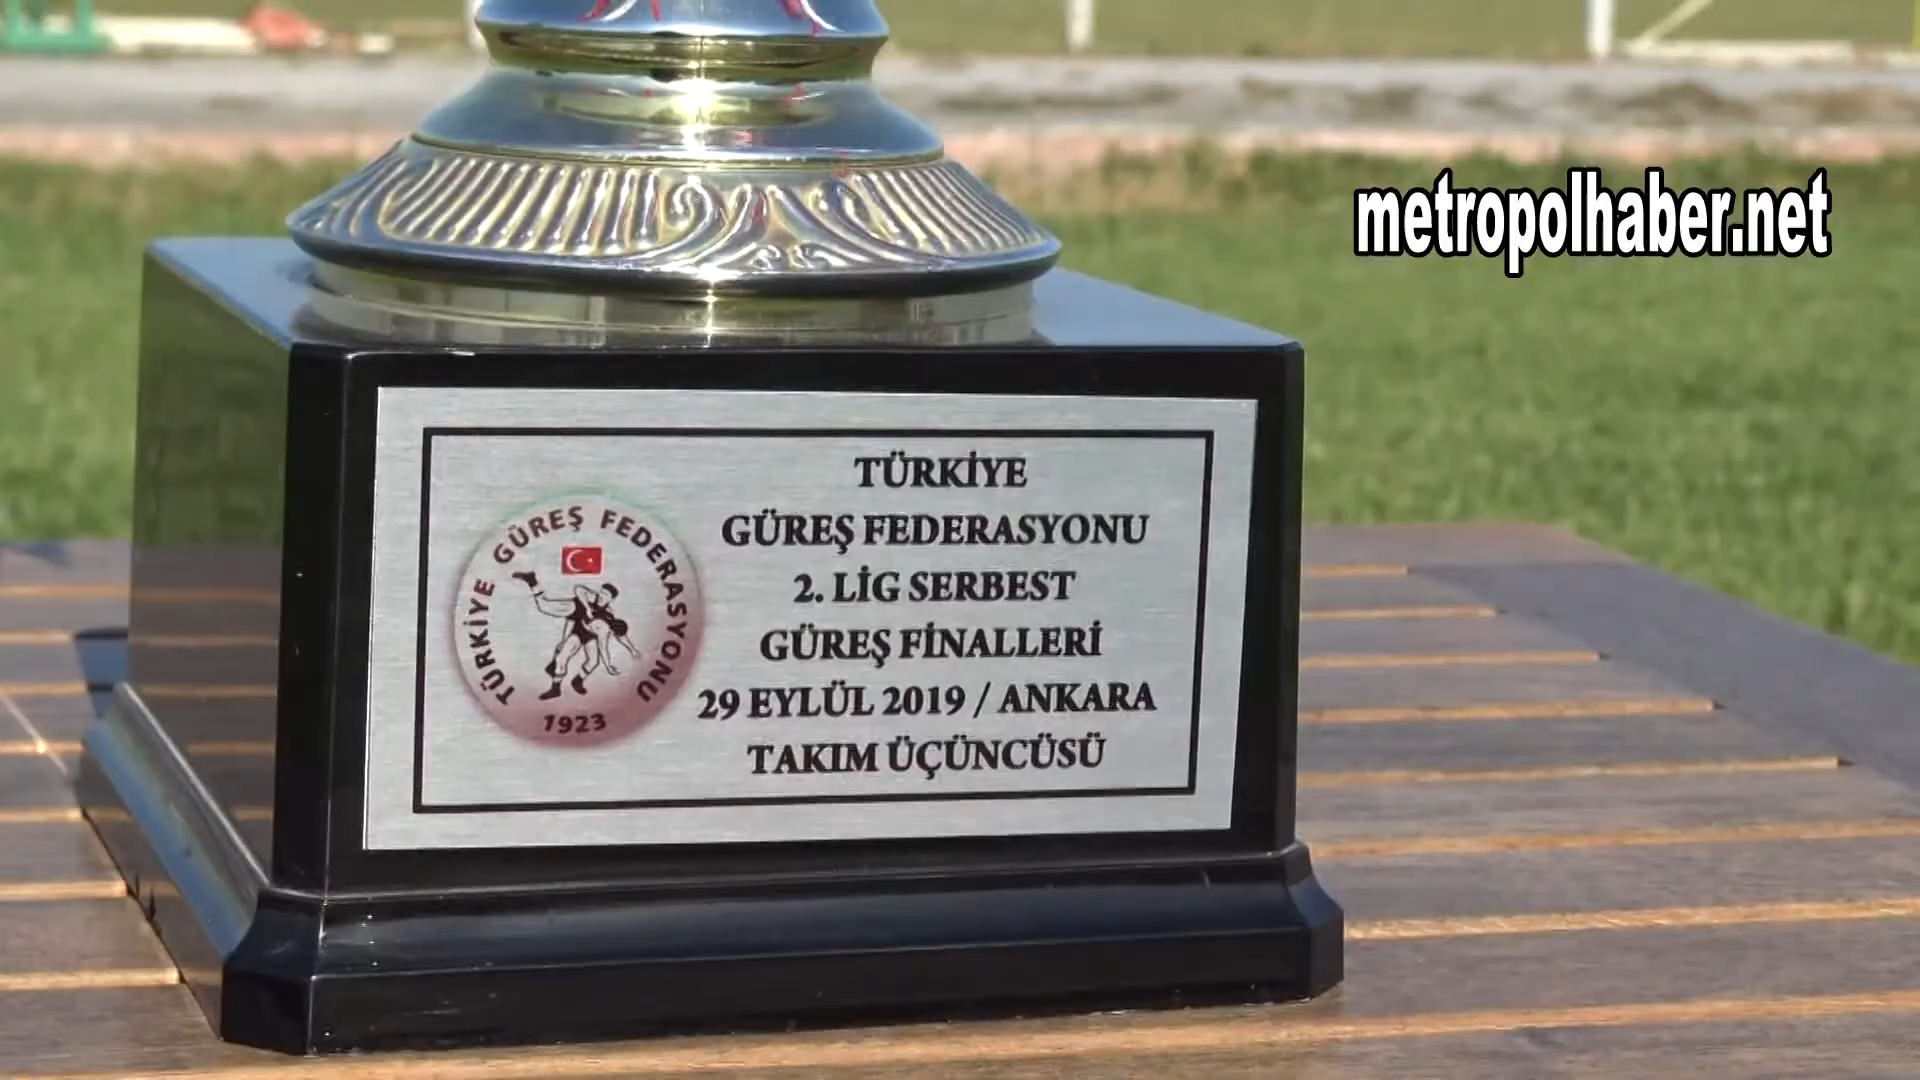 metropolhaber.net
TÜRKİYE
GÜREŞ FEDERASYONU
2. LİG SERBEST
GÜREŞ FİNALLERİ
29 EYLÜL 2019 / ANKARA
TAKIM ÜÇÜNCÜSÜ
TÜRKİYE GÜREŞ FEDERASYONU
1923